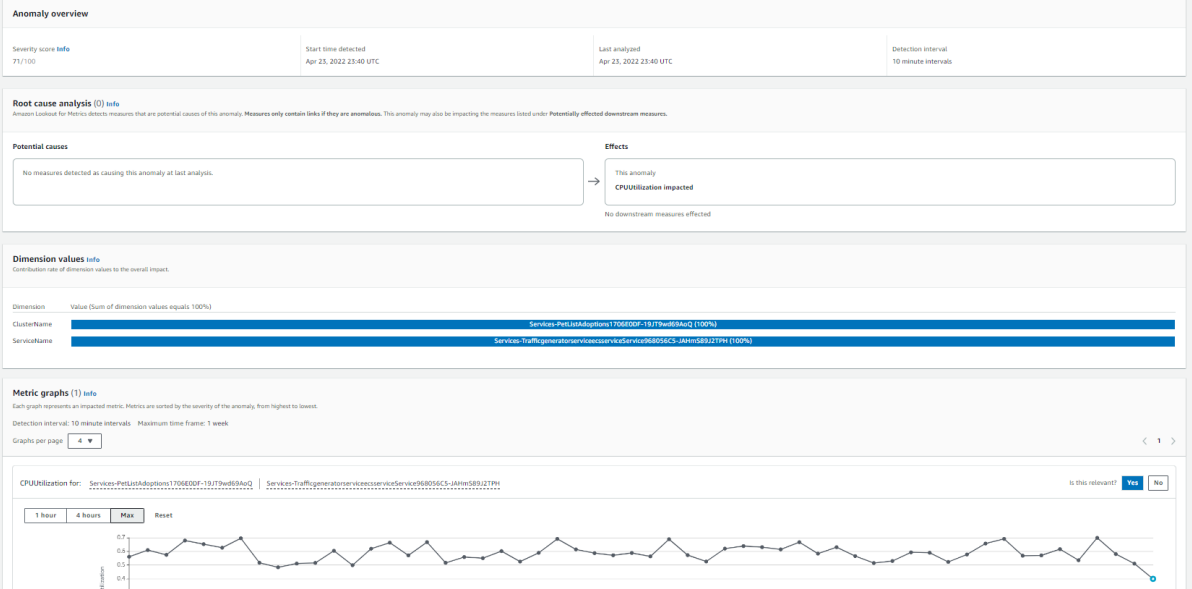 Anomaly overview
Severity score Info
71/100
Start time detected
Apr 23, 2022 23:40 UTC
Last analyzed
Apr 23, 2022 23:40 UTC
Detection interval
10 minute intervals
Root cause analysis (0) Info
Amazon Lookout for Metrics detects measures that are potential causes of this anomaly. Measures only contain links if they are anomalous. This anomaly may also be impacting the measures listed under Potentially effected downstream measures.
Potential causes
No measures detected as causing this anomaly at last analysis.
Effects
This anomaly
CPUUtilization impacted
No downstream measures effected
Dimension values Info
Contribution rate of dimension values to the overall impact.
Dimension Value (Sum of dimension values equals 100%)
ClusterName Services-PetListAdoptions1706E0DF-19JT9wd69AoQ (100%)
ServiceName Services-TrafficgeneratorserviceecsserviceService968056C5-JAHmS89J2TPH (100%)
Metric graphs (1) Info
Each graph represents an impacted metric. Metrics are sorted by the severity of the anomaly, from highest to lowest.
Detection interval: 10 minute intervals Maximum time frame: 1 week
Graphs per page 4
1
CPUUtilization for: Services-PetListAdoptions1706E0DF-19JT9wd69AoQ Services-TrafficgeneratorserviceecsserviceService968056C5-JAHmS89J2TPH
Is this relevant? Yes No
1 hour 4 hours Max Reset
0.7
0.6
0.5
0.4